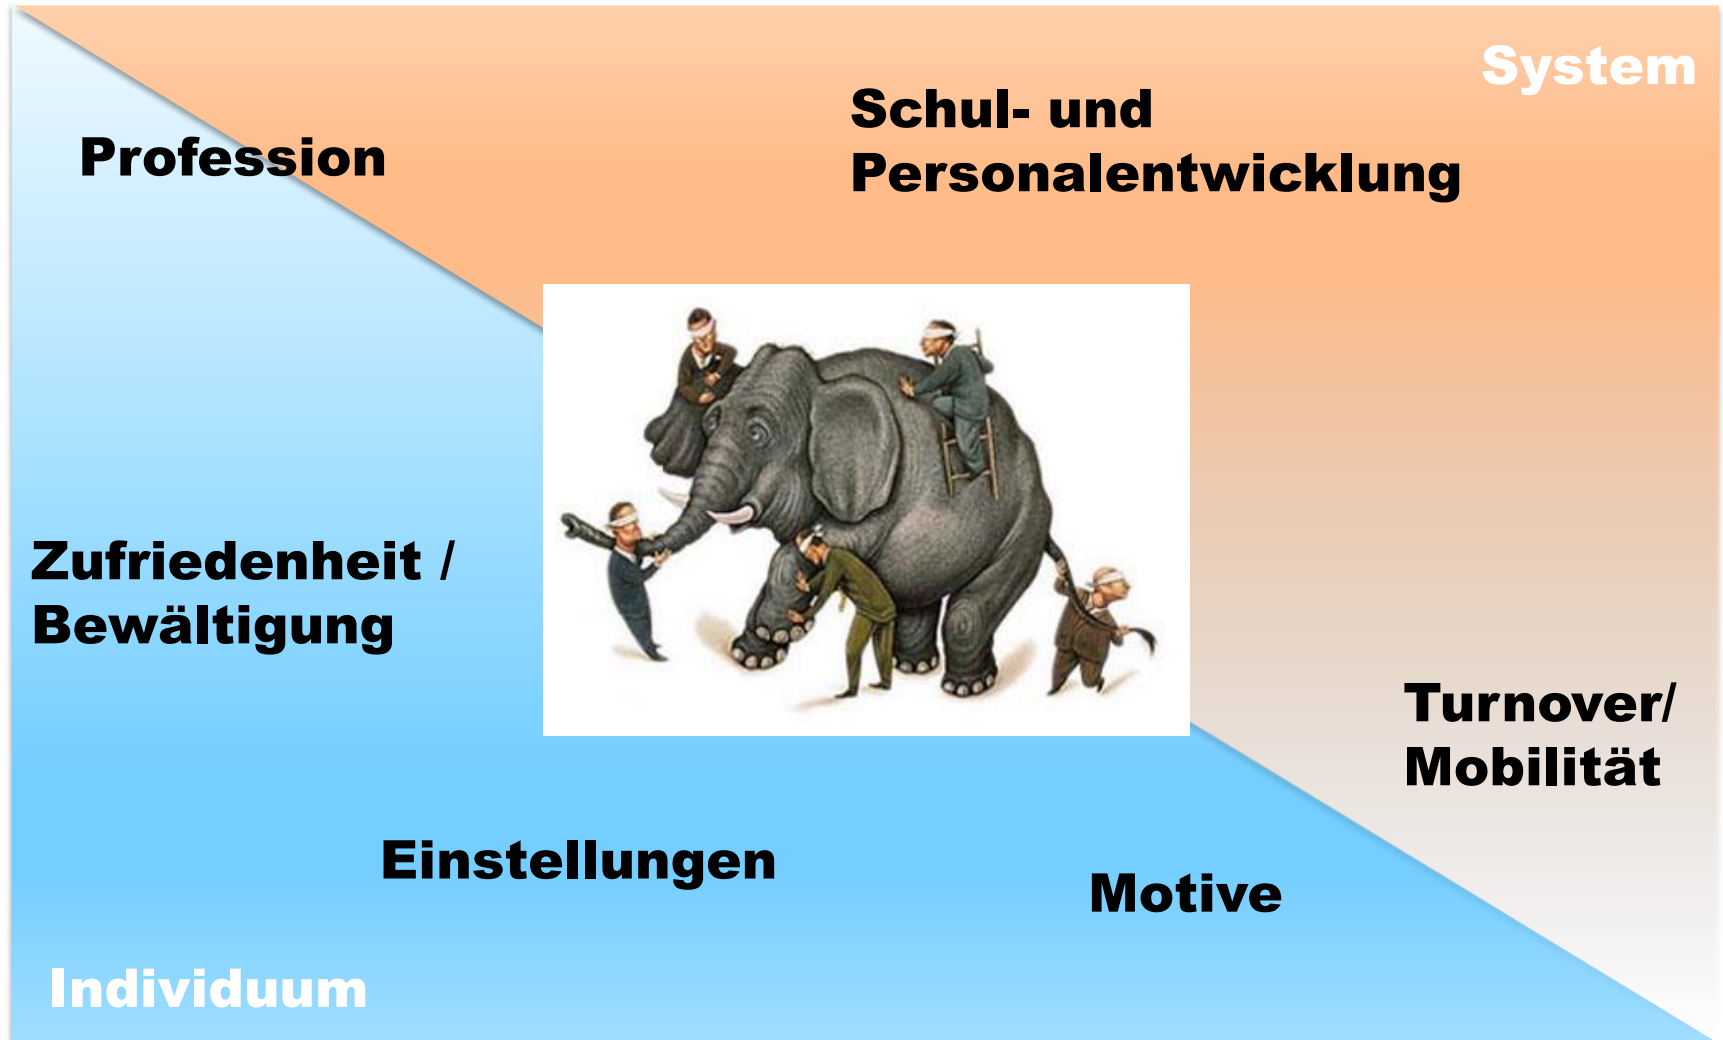 System
Schul- und
Personalentwicklung
Profession
Zufriedenheit /
Bewältigung
Turnover/
Mobilität
Einstellungen
Motive
Individuum